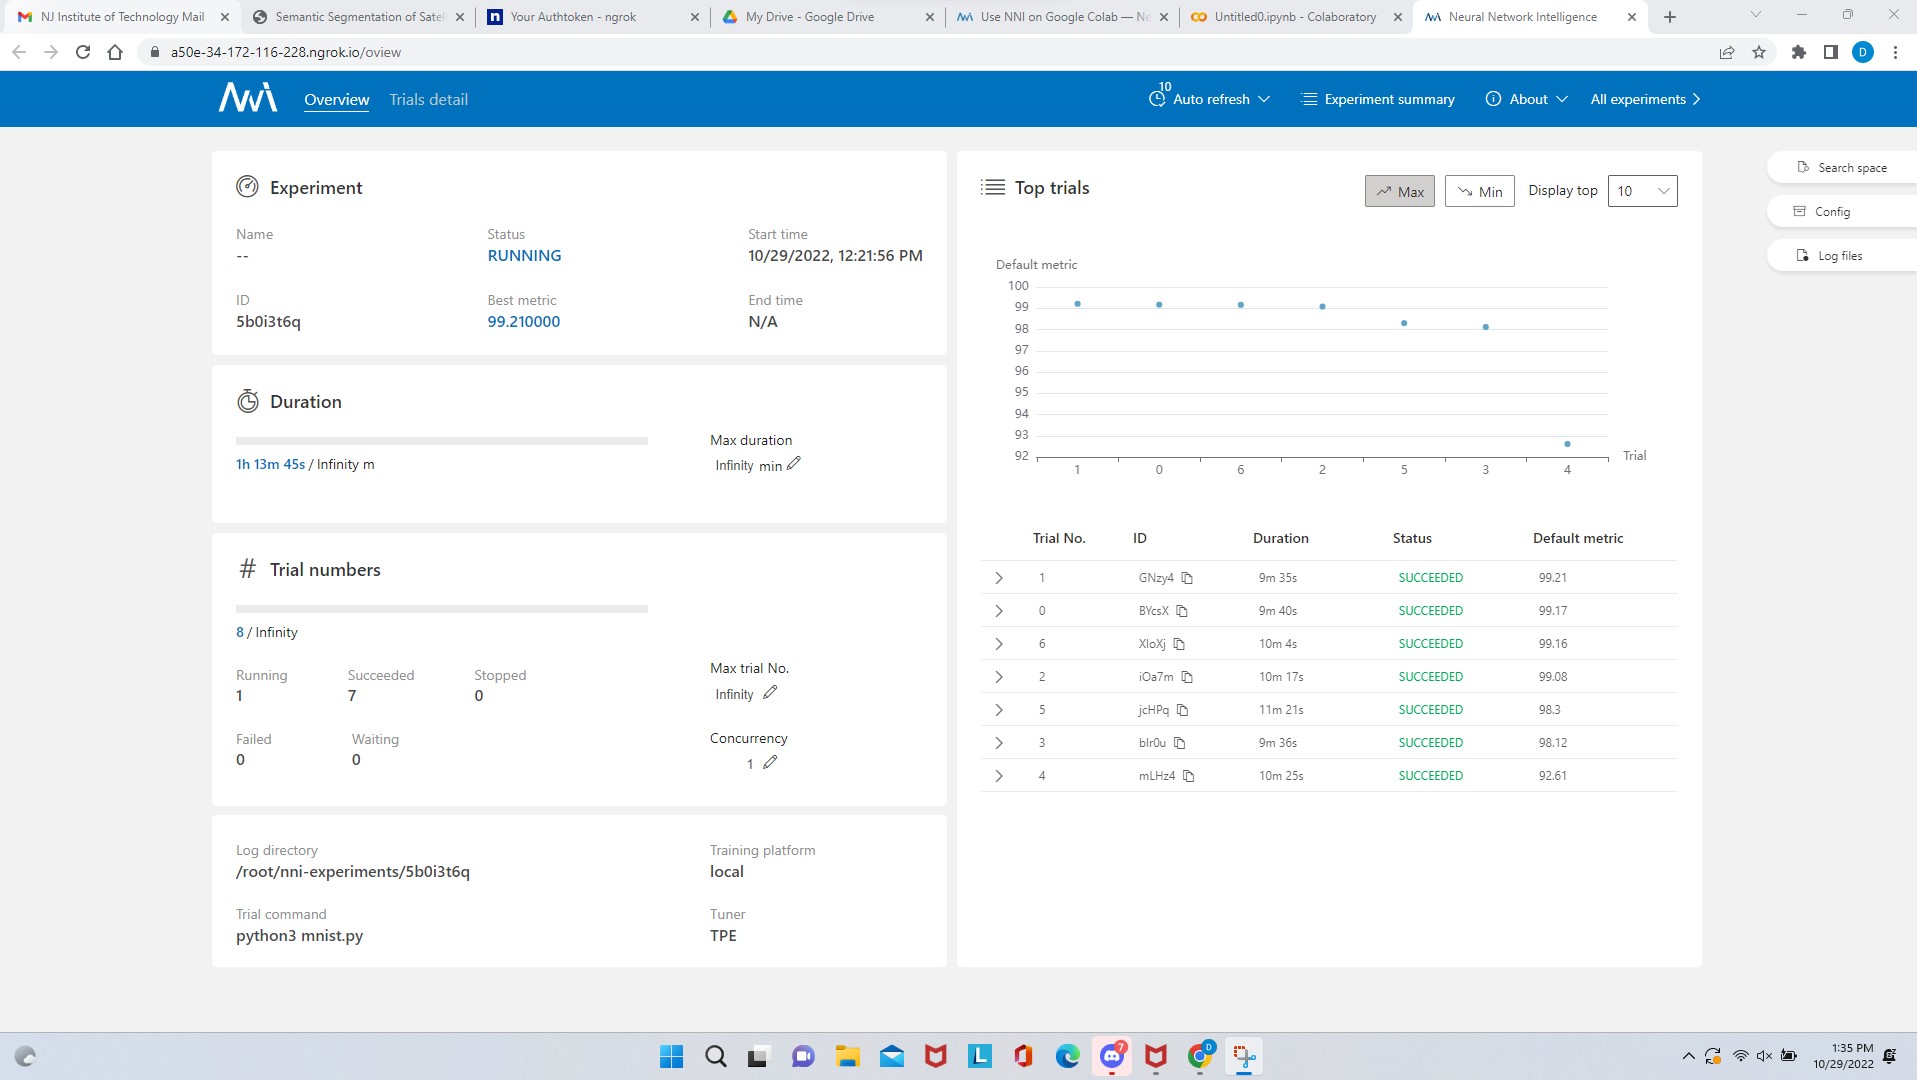 NJ Institute of Technology Mail
Semantic Segmentation of Satel
Your Authtoken - ngrok
My Drive - Google Drive
Use NNI on Google Colab — Ne
Untitled0.ipynb - Colaboratory
Neural Network Intelligence
a50e-34-172-116-228.ngrok.io/oview
D
Overview
Trials detail
10
Auto refresh
Experiment summary
About
All experiments
Search space
Config
Log files
Experiment
Name
--
Status
RUNNING
Start time
10/29/2022, 12:21:56 PM
ID
5b0i3t6q
Best metric
99.210000
End time
N/A
Duration
1h 13m 45s / Infinity m
Max duration
Infinity min
# Trial numbers
8 / Infinity
Running
1
Succeeded
7
Stopped
0
Max trial No.
Infinity
Failed
0
Waiting
0
Concurrency
1
Log directory
/root/nni-experiments/5b0i3t6q
Training platform
local
Trial command
python3 mnist.py
Tuner
TPE
Top trials
Max
Min
Display top
10
Default metric
100
99
98
97
96
95
94
93
92
1 0 6 2 5 3 4
Trial
Trial No. ID Duration Status Default metric
1 GNzy4 9m 35s SUCCEEDED 99.21
0 BYcsX 9m 40s SUCCEEDED 99.17
6 XloXj 10m 4s SUCCEEDED 99.16
2 iOa7m 10m 17s SUCCEEDED 99.08
5 jcHPq 11m 21s SUCCEEDED 98.3
3 blr0u 9m 36s SUCCEEDED 98.12
4 mLHz4 10m 25s SUCCEEDED 92.61
L
7
D
1:35 PM
10/29/2022